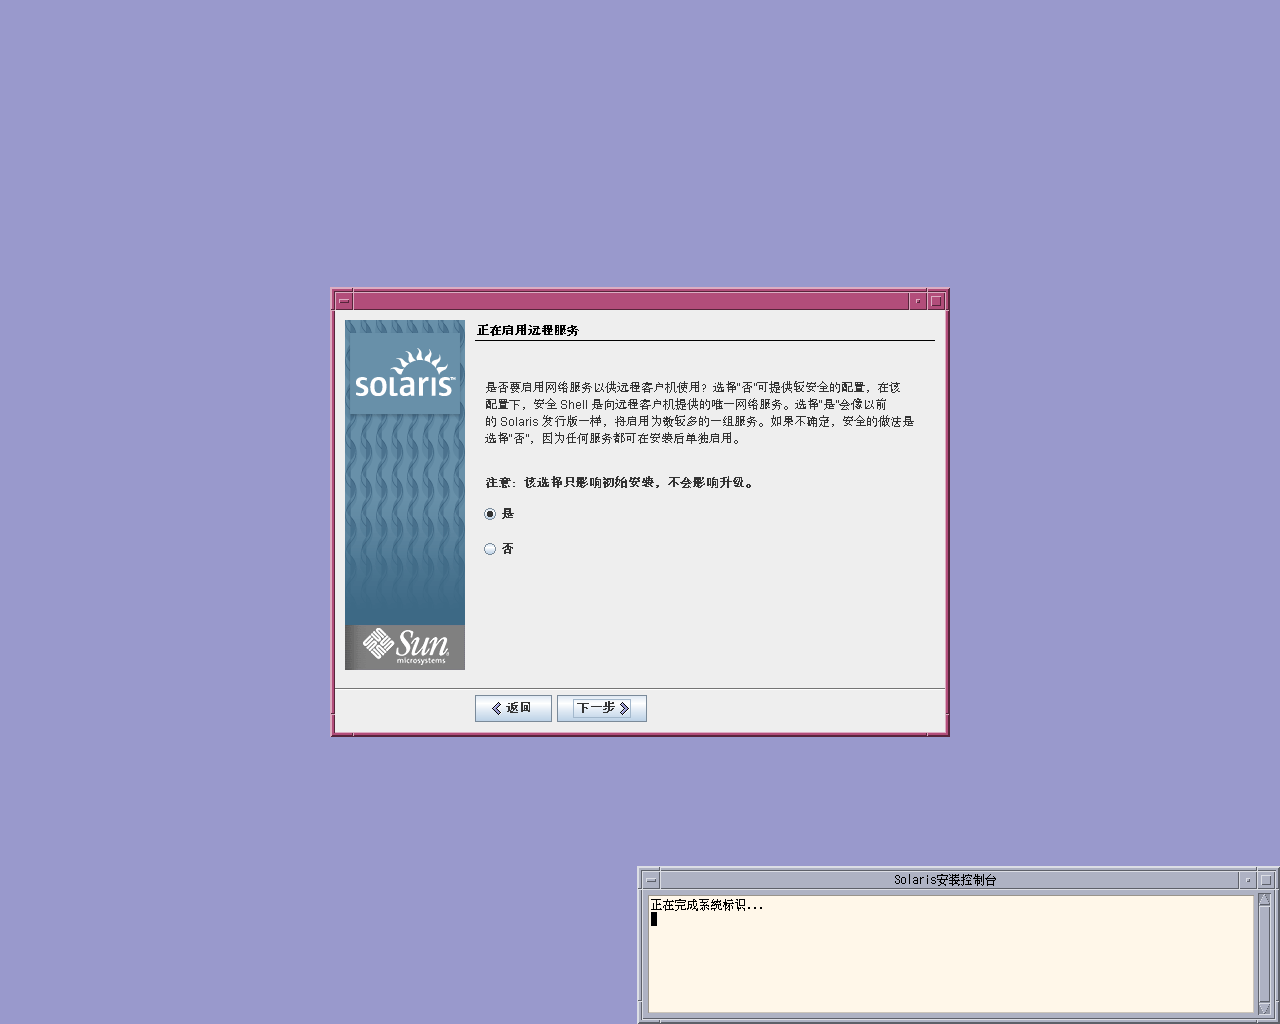 正在启用远程服务
solaris™
是否要启用网络服务以供远程客户机使用？选择"否"可提供较安全的配置，在该
配置下，安全 Shell 是向远程客户机提供的唯一网络服务。选择"是"会像以前
的 Solaris 发行版一样，将启用为数较多的一组服务。如果不确定，安全的做法是
选择"否"，因为任何服务都可在安装后单独启用。
注意：该选择只影响初始安装，不会影响升级。
是
否
Sun
microsystems
返回
下一步
Solaris安装控制台
正在完成系统标识...